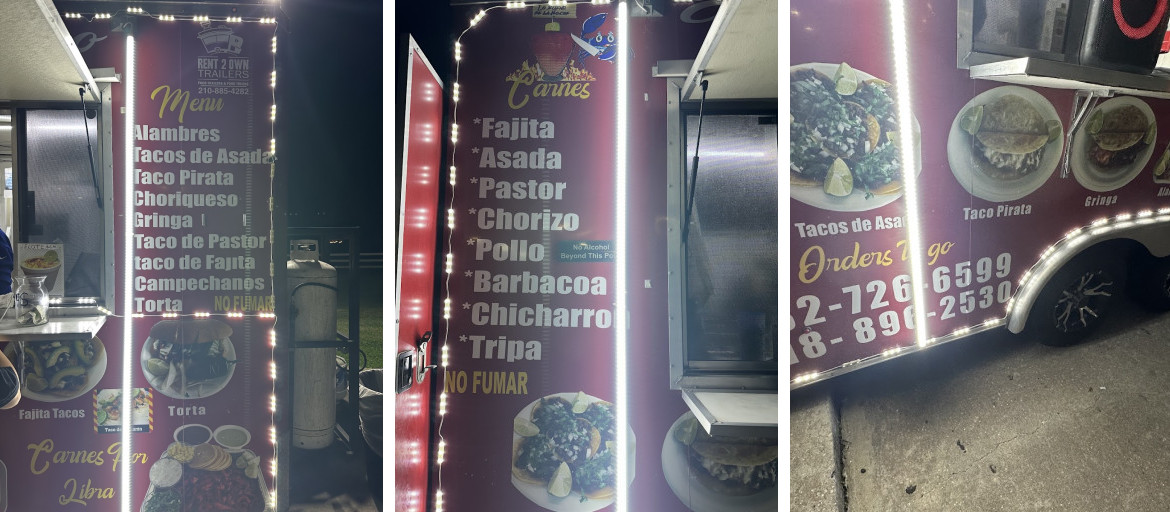 RENT 2 OWN
TRAILERS
210-885-4282
Menu
Alambres
Tacos de Asada
Taco Pirata
Choriqueso
Gringa
Taco de Pastor
taco de Fajita
Campechanos
Torta
NO FUMAR
Fajita Tacos
Torta
Carnes Por
Libra
Carnes
*Fajita
*Asada
*Pastor
*Chorizo
*Pollo
No Alcohol
Beyond This
*Barbacoa
*Chicharro
*Tripa
NO FUMAR
Tacos de Asa
Taco Pirata
Gringa
Orders To go
2-726-6599
8-896-2530